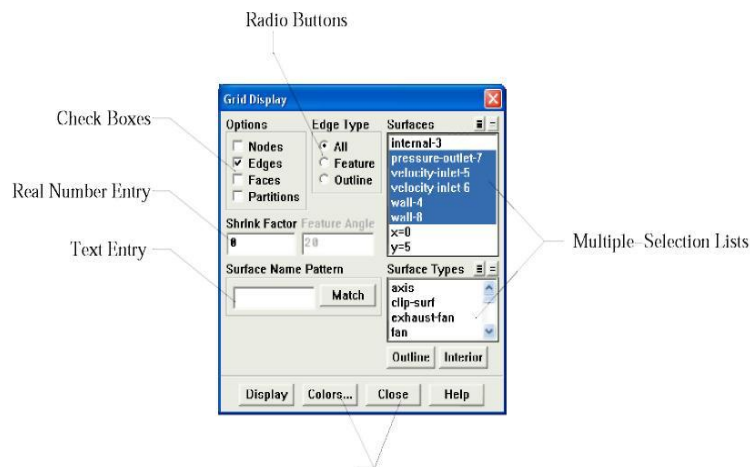 Radio Buttons
Check Boxes
Real Number Entry
Text Entry
Multiple-Selection Lists
Grid Display
Options
Nodes
Edges
Faces
Partitions
Edge Type
All
Feature
Outline
Surfaces
internal-3
pressure-outlet-7
velocity-inlet-5
velocity-inlet-6
wall-4
wall-8
x=0
y=5
Shrink Factor
0
Feature Angle
20
Surface Name Pattern
Match
Surface Types
axis
clip-surf
exhaust-fan
fan
Outline
Interior
Display
Colors...
Close
Help